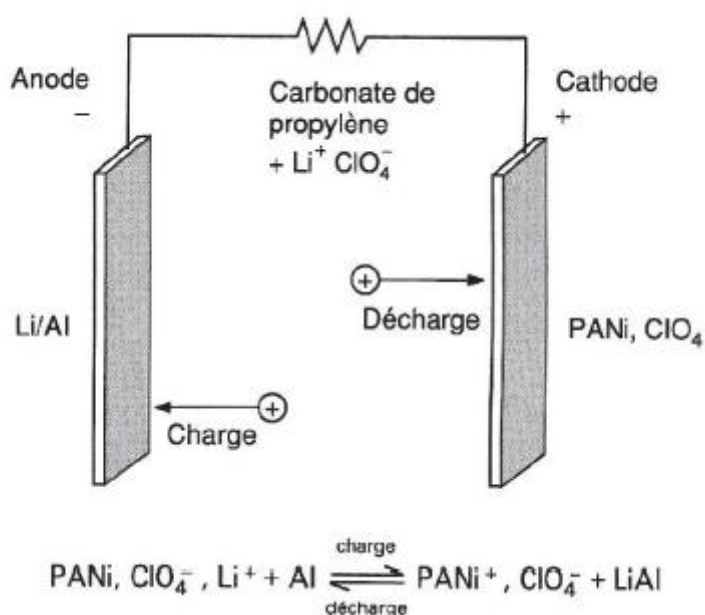 Anode
−
Carbonate de
propylène
+ Li⁺ ClO₄⁻
Cathode
+
+
Décharge
Li/Al
PANi, ClO₄
+
Charge
PANi, ClO₄⁻, Li⁺ + Al ⇌ PANi⁺, ClO₄⁻ + LiAl
charge
décharge